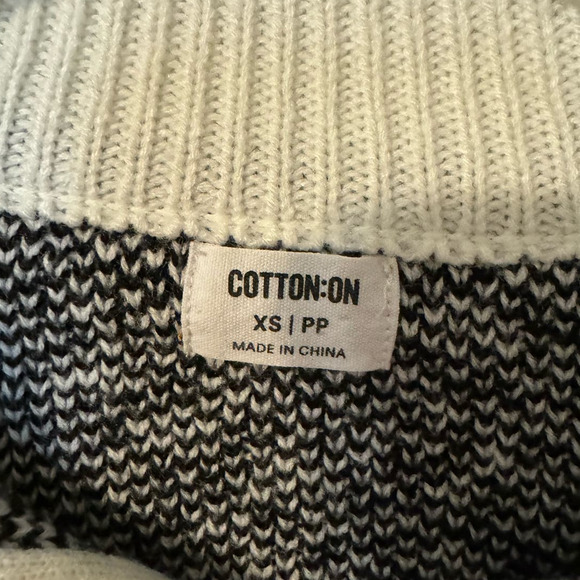 COTTON:ON
XS | PP
MADE IN CHINA